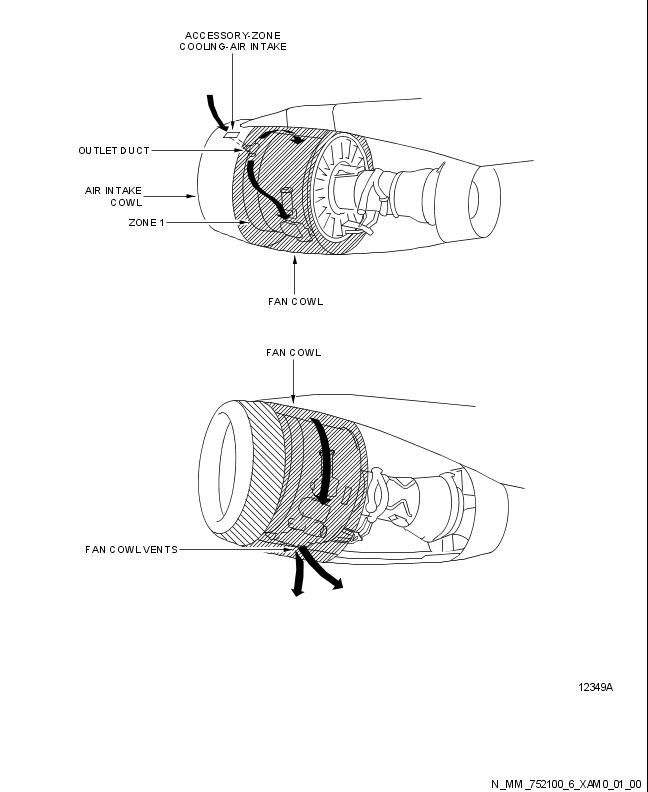 ACCESSORY-ZONE
COOLING-AIR INTAKE
OUTLET DUCT
AIR INTAKE
COWL
ZONE 1
FAN COWL
FAN COWL
FAN COWL VENTS
12349A
N_MM_752100_6_XAM0_01_00